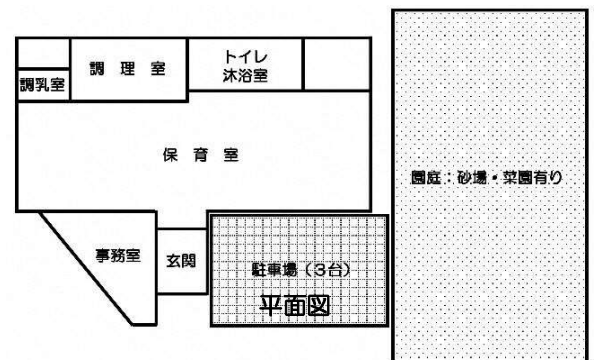 トイレ
沐浴室
調 理 室
調乳室
保 育 室
園庭：砂場・菜園有り
事務室
玄関
駐車場（3台）
平面図